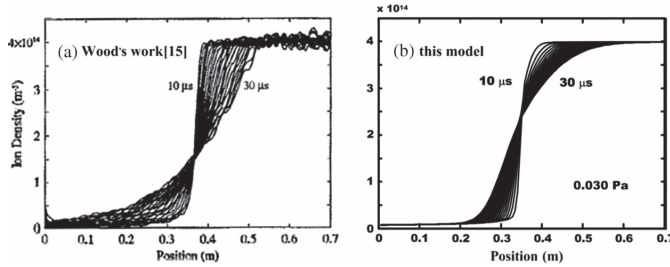 (a) Wood's work[15]
4×10¹⁴
3
2
1
0
Ion Density (m⁻³)
10 μs
30 μs
0 0.1 0.2 0.3 0.4 0.5 0.6 0.7
Position (m)
x 10¹⁴
(b) this model
4
3
2
1
0
10 μs
30 μs
0.030 Pa
0 0.1 0.2 0.3 0.4 0.5 0.6 0.7
Position (m)